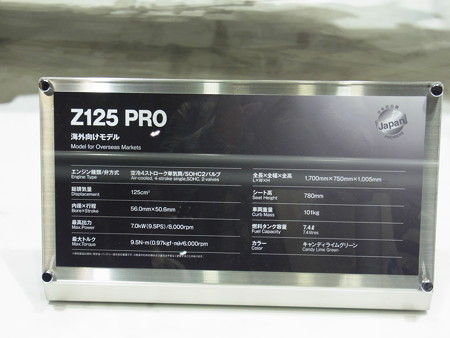 Z125 PRO
海外向けモデル
Model for Overseas Markets
Japan
エンジン種類/弁方式 空冷4ストローク単気筒/SOHC2バルブ
Engine Type Air-cooled, 4-stroke single,SOHC, 2-valves
総排気量 125cm³
Displacement
内径×行程 56.0mm×50.6mm
Bore×Stroke
最高出力 7.0kW(9.5PS)/8,000rpm
Max.Power
最大トルク 9.5N·m(0.97kgf·m)/6,000rpm
Max.Torque
全長×全幅×全高 1,700mm×750mm×1,005mm
L×W×H
シート高 780mm
Seat Height
車両重量 101kg
Curb Mass
燃料タンク容量 7.4ℓ
Fuel Capacity 7.4 litres
カラー キャンディライムグリーン
Color Candy Lime Green